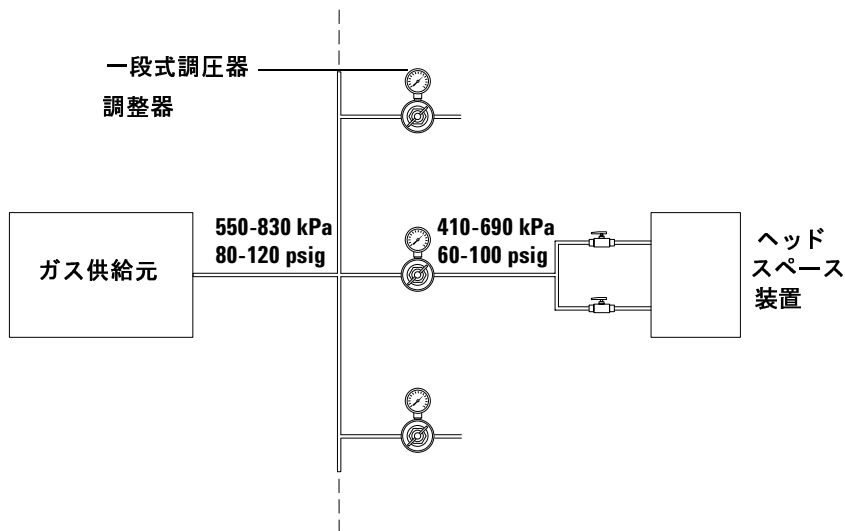 一段式調圧器
調整器
550-830 kPa
80-120 psig
410-690 kPa
60-100 psig
ガス供給元
ヘッド
スペース
装置